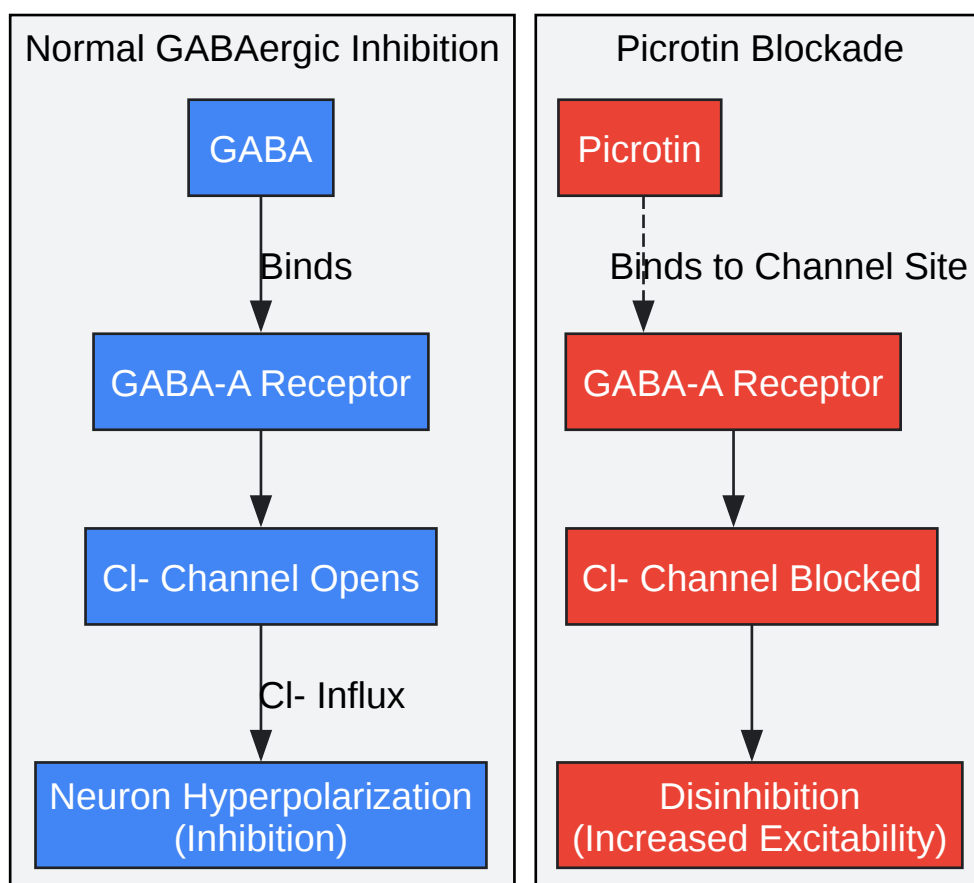 Normal GABAergic Inhibition
GABA
Binds
GABA-A Receptor
Cl- Channel Opens
Cl- Influx
Neuron Hyperpolarization
(Inhibition)
Picrotin Blockade
Picrotin
Binds to Channel Site
GABA-A Receptor
Cl- Channel Blocked
Disinhibition
(Increased Excitability)